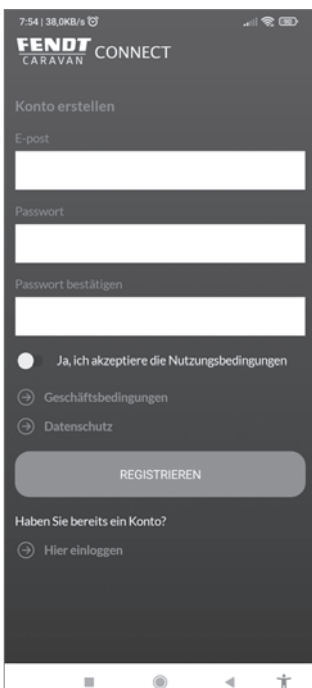 7:54 | 38,0KB/s
FENDT
CARAVAN CONNECT
Konto erstellen
E-post
Passwort
Passwort bestätigen
Ja, ich akzeptiere die Nutzungsbedingungen
Geschäftsbedingungen
Datenschutz
REGISTRIEREN
Haben Sie bereits ein Konto?
Hier einloggen